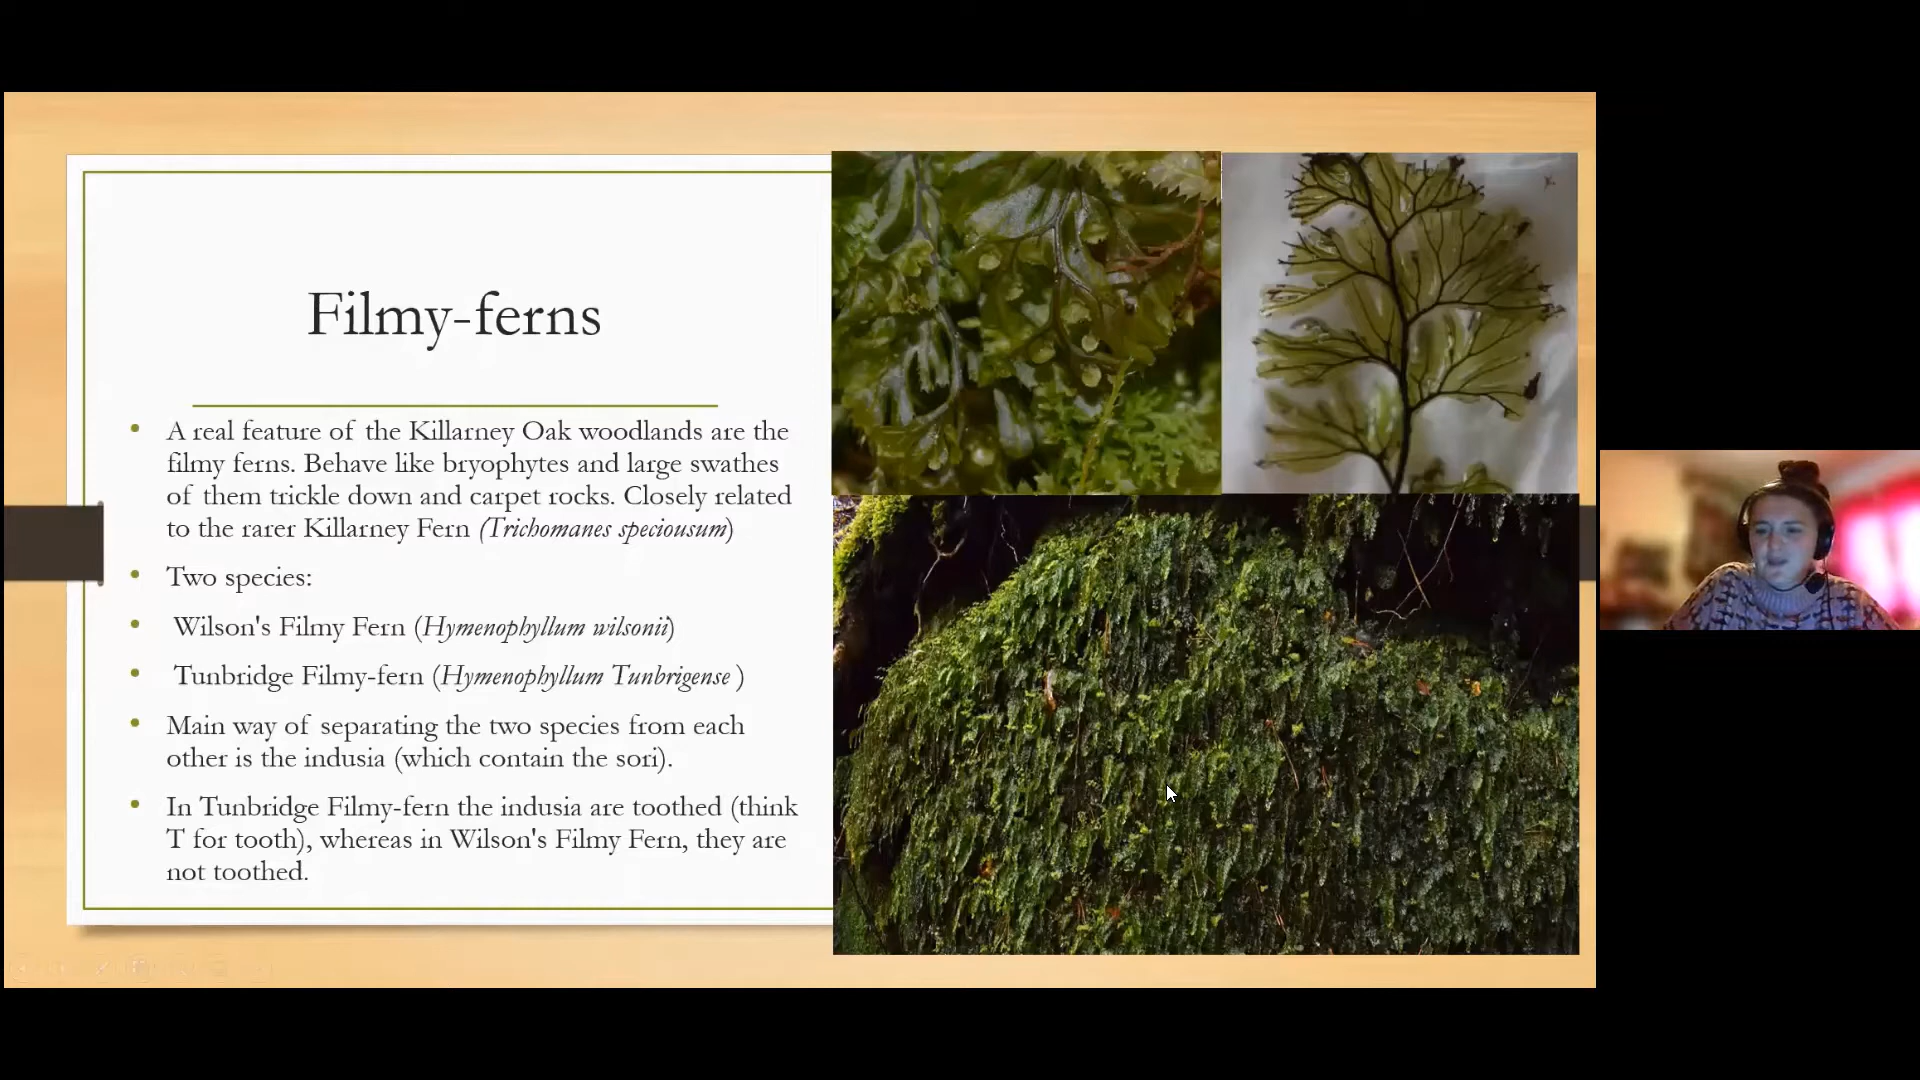 Filmy-ferns
• A real feature of the Killarney Oak woodlands are the
filmy ferns. Behave like bryophytes and large swathes
of them trickle down and carpet rocks. Closely related
to the rarer Killarney Fern (Trichomanes speciousum)
• Two species:
• Wilson's Filmy Fern (Hymenophyllum wilsonii)
• Tunbridge Filmy-fern (Hymenophyllum Tunbrigense )
• Main way of separating the two species from each
other is the indusia (which contain the sori).
• In Tunbridge Filmy-fern the indusia are toothed (think
T for tooth), whereas in Wilson's Filmy Fern, they are
not toothed.